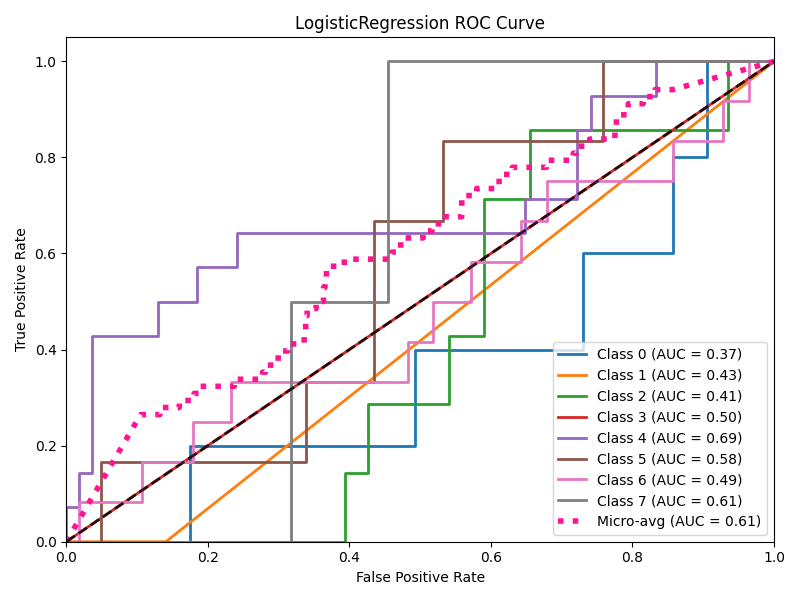 LogisticRegression ROC Curve
True Positive Rate
1.0
0.8
0.6
0.4
0.2
0.0
Class 0 (AUC = 0.37)
Class 1 (AUC = 0.43)
Class 2 (AUC = 0.41)
Class 3 (AUC = 0.50)
Class 4 (AUC = 0.69)
Class 5 (AUC = 0.58)
Class 6 (AUC = 0.49)
Class 7 (AUC = 0.61)
Micro-avg (AUC = 0.61)
0.0 0.2 0.4 0.6 0.8 1.0
False Positive Rate